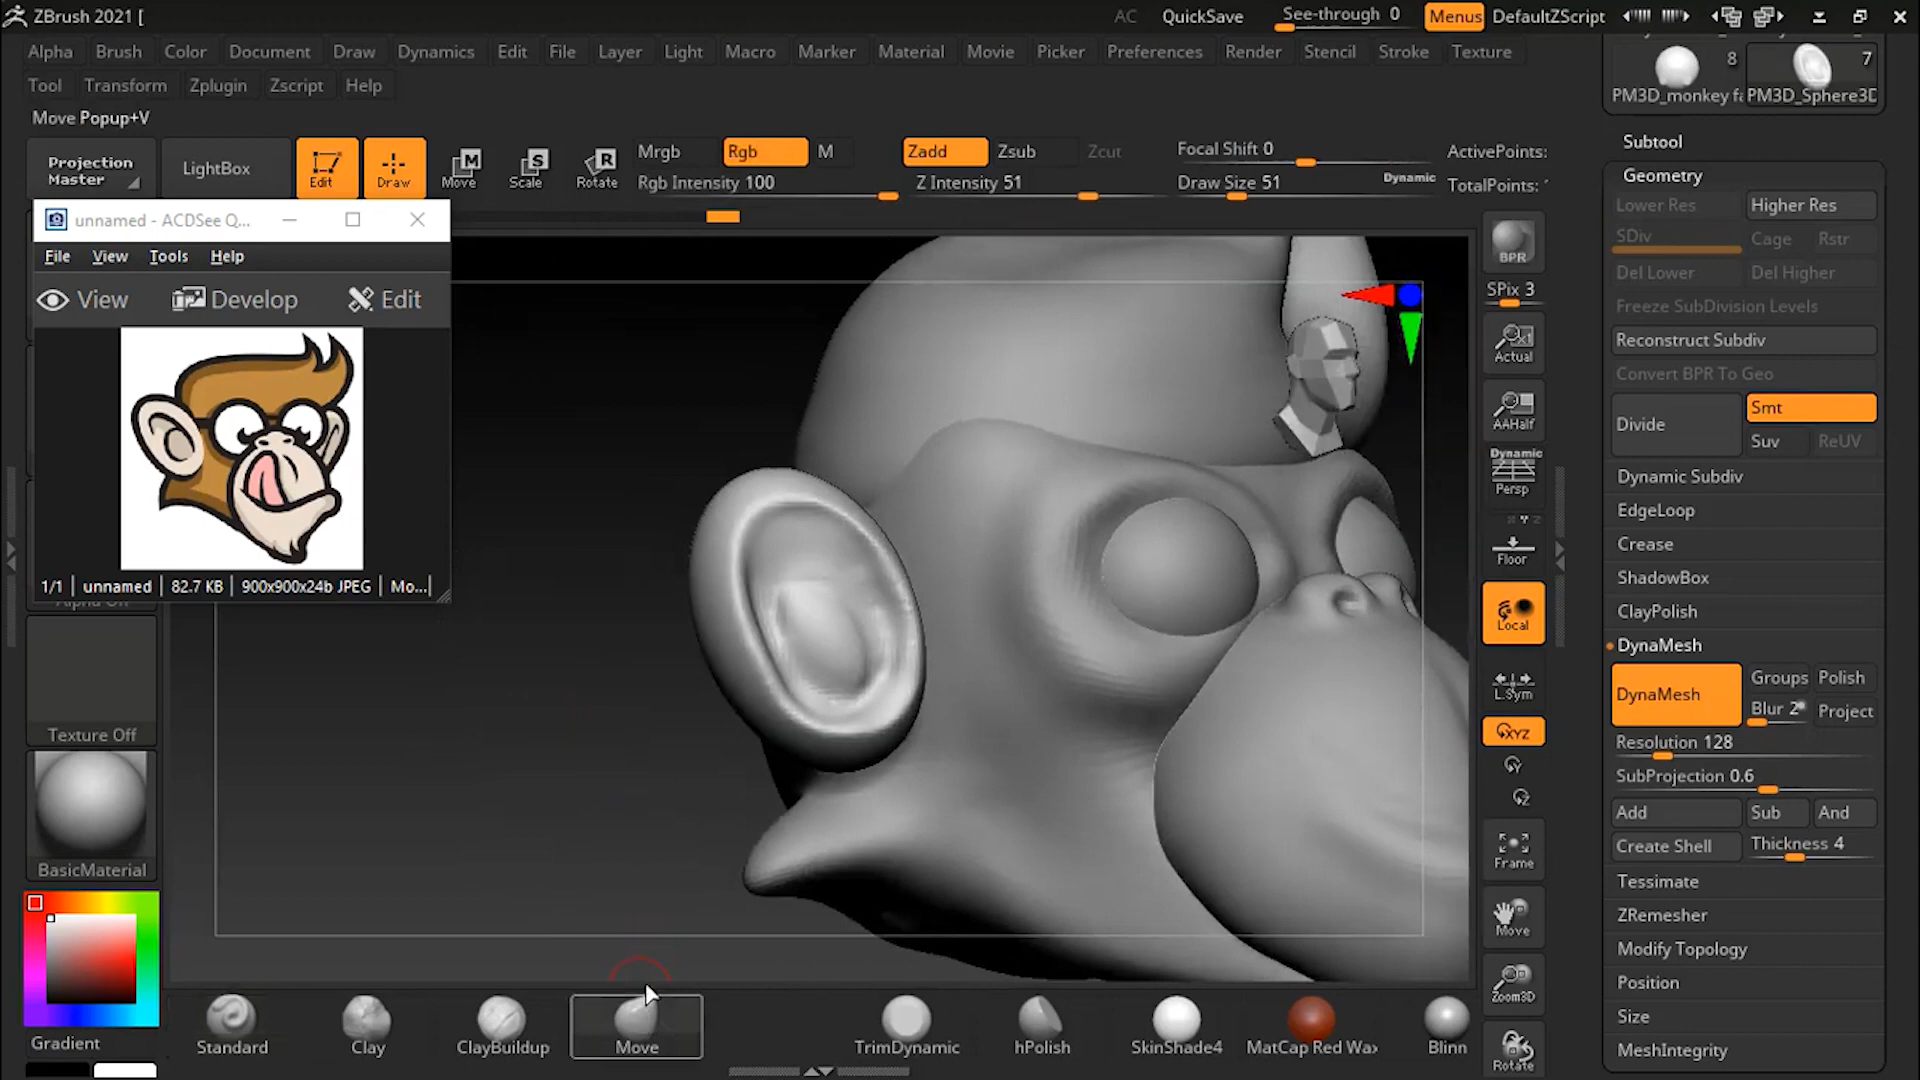 ZBrush 2021 [
AC QuickSave See-through 0 Menus DefaultZScript
Alpha Brush Color Document Draw Dynamics Edit File Layer Light Macro Marker Material Movie Picker Preferences Render Stencil Stroke Texture
Tool Transform Zplugin Zscript Help
Move Popup+V
Projection Master
LightBox
Edit
Draw
Move
Scale
Rotate
Mrgb Rgb M
Rgb Intensity 100
Zadd Zsub Zcut
Z Intensity 51
Focal Shift 0
Draw Size 51 Dynamic
ActivePoints:
TotalPoints:
unnamed - ACDSee Q...
File View Tools Help
View Develop Edit
1/1 unnamed 82.7 KB 900x900x24b JPEG Mo...
Texture Off
BasicMaterial
Gradient
BPR
SPix 3
Actual
AAHalf
Dynamic
Persp
Floor
Local
L.Sym
XYZ
Frame
Move
Zoom3D
Rotate
8
7
PM3D_monkey fa PM3D_Sphere3D
Subtool
Geometry
Lower Res Higher Res
SDiv Cage Rstr
Del Lower Del Higher
Freeze SubDivision Levels
Reconstruct Subdiv
Convert BPR To Geo
Divide Smt
Suv ReUV
Dynamic Subdiv
EdgeLoop
Crease
ShadowBox
ClayPolish
DynaMesh
DynaMesh Groups Polish
Blur 2 Project
Resolution 128
SubProjection 0.6
Add Sub And
Create Shell Thickness 4
Tessimate
ZRemesher
Modify Topology
Position
Size
MeshIntegrity
Standard Clay ClayBuildup Move TrimDynamic hPolish SkinShade4 MatCap Red Wax Blinn